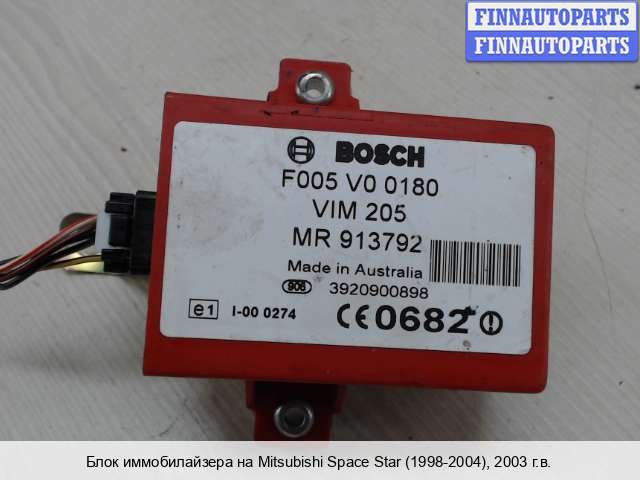 FINNAUTOPARTS
FINNAUTOPARTS
BOSCH
F005 V0 0180
VIM 205
MR 913792
Made in Australia
906 3920900898
e1 I-00 0274 CE0682
Блок иммобилайзера на Mitsubishi Space Star (1998-2004), 2003 г.в.